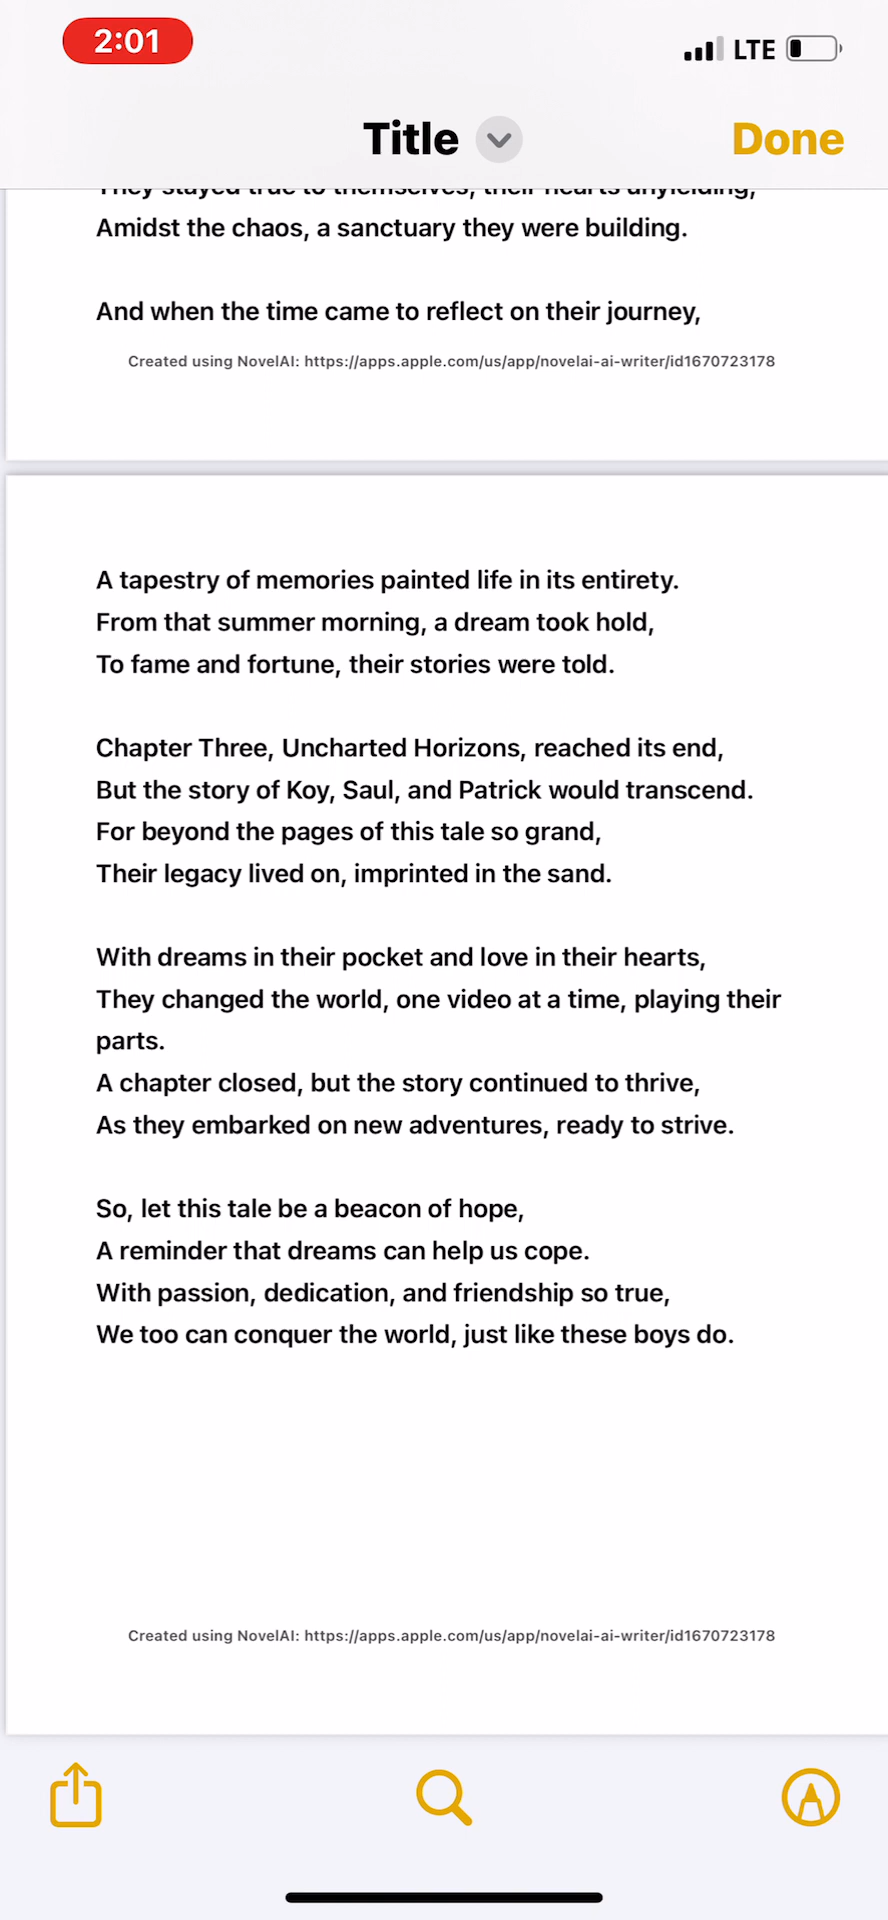 2:01
LTE
Title
Done
They stayed true to themselves, their hearts unyielding,
Amidst the chaos, a sanctuary they were building.
And when the time came to reflect on their journey,
Created using NovelAI: https://apps.apple.com/us/app/novelai-ai-writer/id1670723178
A tapestry of memories painted life in its entirety.
From that summer morning, a dream took hold,
To fame and fortune, their stories were told.
Chapter Three, Uncharted Horizons, reached its end,
But the story of Koy, Saul, and Patrick would transcend.
For beyond the pages of this tale so grand,
Their legacy lived on, imprinted in the sand.
With dreams in their pocket and love in their hearts,
They changed the world, one video at a time, playing their
parts.
A chapter closed, but the story continued to thrive,
As they embarked on new adventures, ready to strive.
So, let this tale be a beacon of hope,
A reminder that dreams can help us cope.
With passion, dedication, and friendship so true,
We too can conquer the world, just like these boys do.
Created using NovelAI: https://apps.apple.com/us/app/novelai-ai-writer/id1670723178